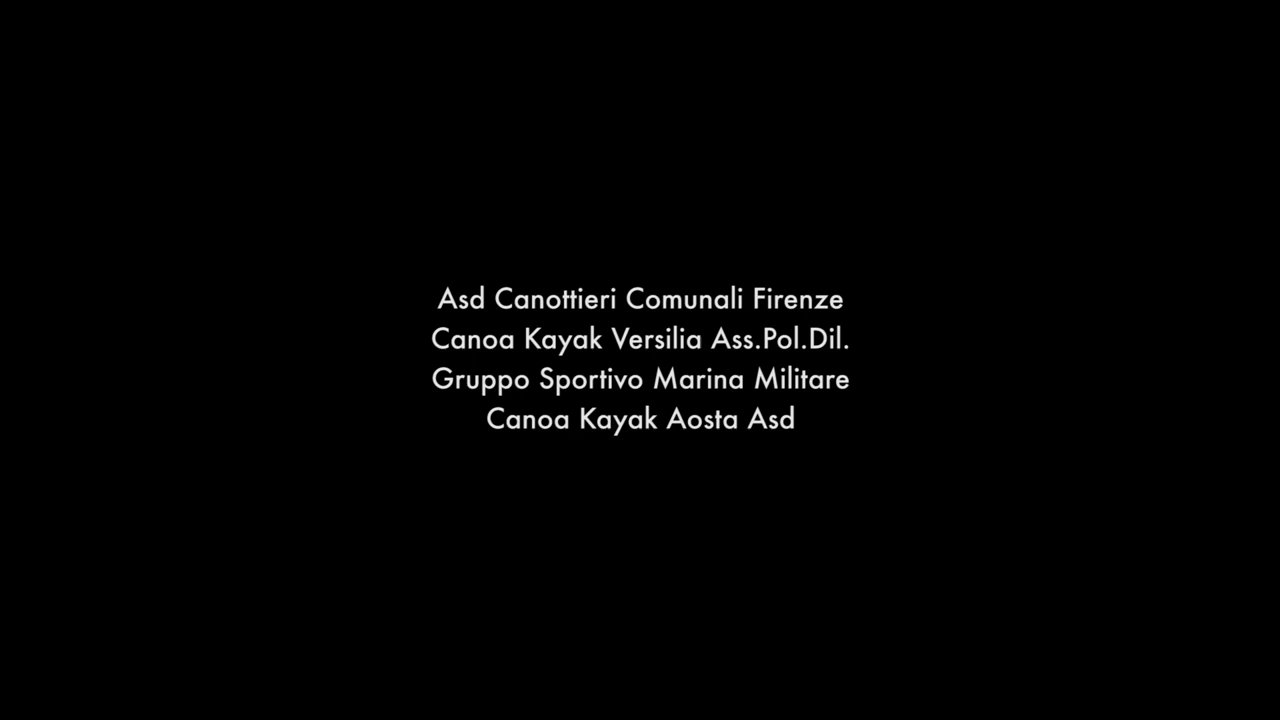 Asd Canottieri Comunali Firenze
Canoa Kayak Versilia Ass.Pol.Dil.
Gruppo Sportivo Marina Militare
Canoa Kayak Aosta Asd